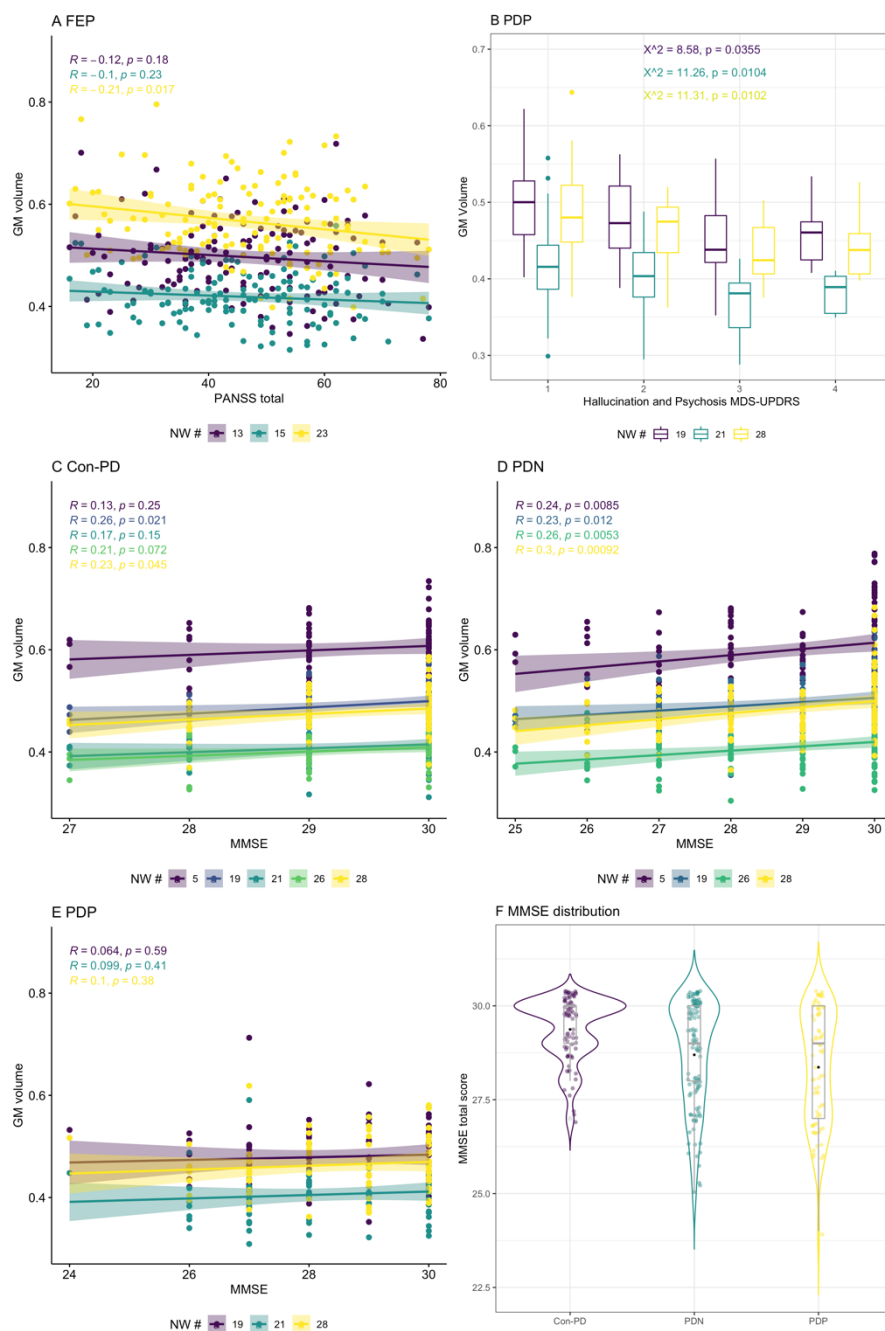 A FEP
R = −0.12, p = 0.18
R = −0.1, p = 0.23
R = −0.21, p = 0.017
GM volume
0.8
0.6
0.4
20
40
60
80
PANSS total
NW # 13 15 23
B PDP
X^2 = 8.58, p = 0.0355
X^2 = 11.26, p = 0.0104
X^2 = 11.31, p = 0.0102
GM Volume
0.7
0.6
0.5
0.4
0.3
1
2
3
4
Hallucination and Psychosis MDS-UPDRS
NW # 19 21 28
C Con-PD
R = 0.13, p = 0.25
R = 0.26, p = 0.021
R = 0.17, p = 0.15
R = 0.21, p = 0.072
R = 0.23, p = 0.045
GM volume
0.8
0.6
0.4
27
28
29
30
MMSE
NW # 5 19 21 26 28
D PDN
R = 0.24, p = 0.0085
R = 0.23, p = 0.012
R = 0.26, p = 0.0053
R = 0.3, p = 0.00092
GM volume
0.8
0.6
0.4
25
26
27
28
29
30
MMSE
NW # 5 19 26 28
E PDP
R = 0.064, p = 0.59
R = 0.099, p = 0.41
R = 0.1, p = 0.38
GM volume
0.8
0.6
0.4
24
26
27
28
29
30
MMSE
NW # 19 21 28
F MMSE distribution
MMSE total score
30.0
27.5
25.0
22.5
Con-PD
PDN
PDP